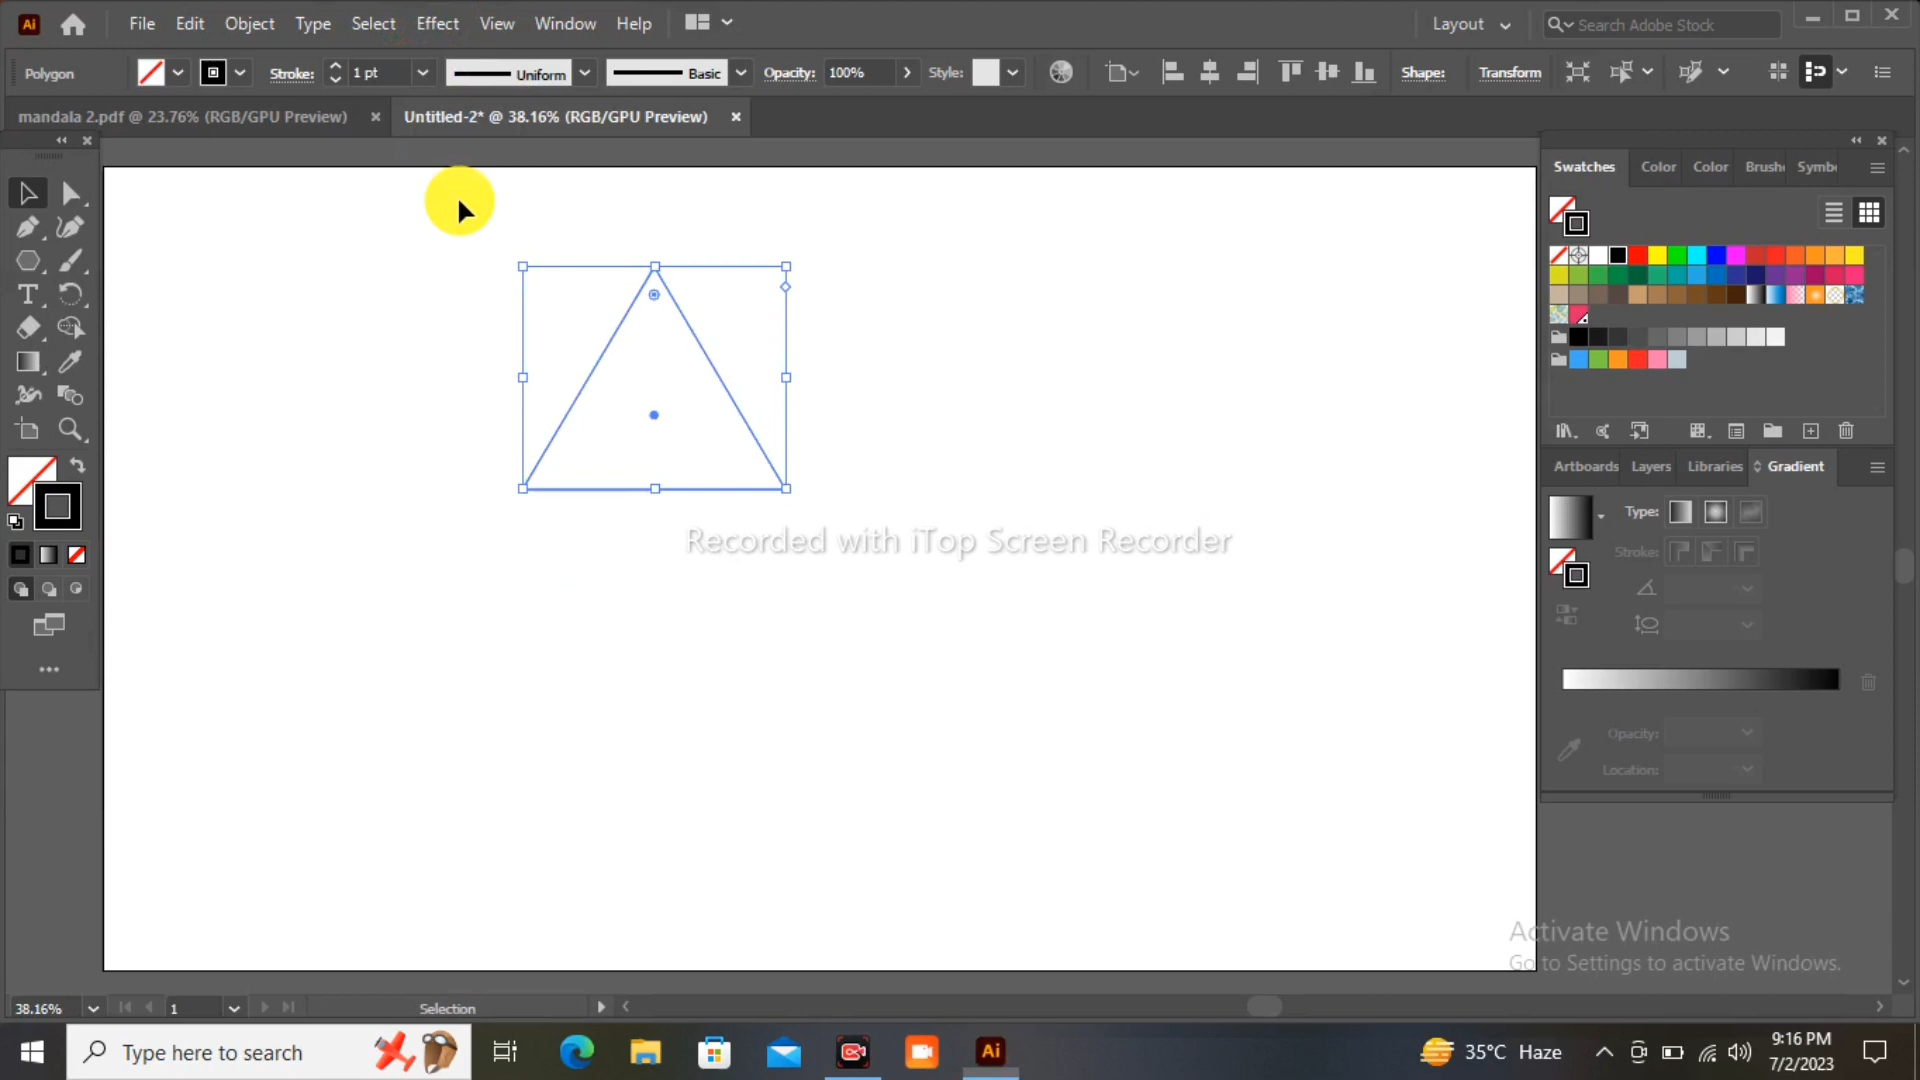 Ai File Edit Object Type Select Effect View Window Help Layout Search Adobe Stock
Polygon Stroke: 1 pt Uniform Basic Opacity: 100% Style: Shape: Transform
mandala 2.pdf @ 23.76% (RGB/GPU Preview) Untitled-2* @ 38.16% (RGB/GPU Preview)
Swatches Color Color Brushe Symb
Artboards Layers Libraries Gradient
Type:
Stroke:
Opacity:
Location:
Recorded with iTop Screen Recorder
Activate Windows
Go to Settings to activate Windows.
38.16% 1 Selection
Type here to search Ai 35°C Haze 9:16 PM
7/2/2023